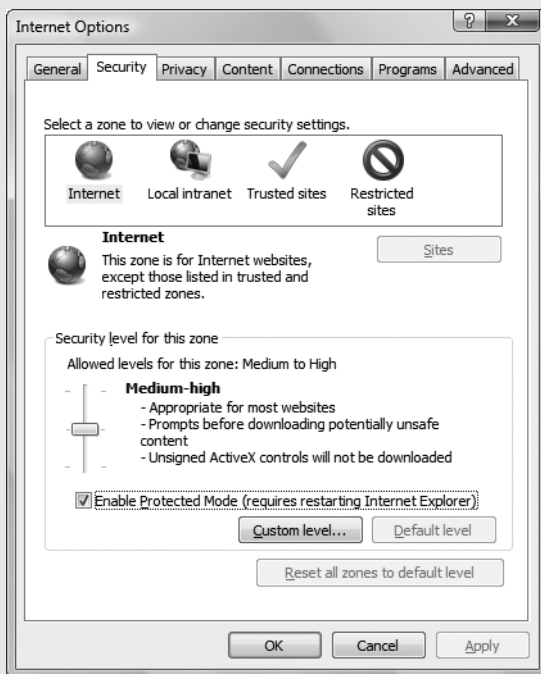 Internet Options
General Security Privacy Content Connections Programs Advanced
Select a zone to view or change security settings.
Internet Local intranet Trusted sites Restricted sites
Internet
This zone is for Internet websites,
except those listed in trusted and
restricted zones.
Sites
Security level for this zone
Allowed levels for this zone: Medium to High
Medium-high
- Appropriate for most websites
- Prompts before downloading potentially unsafe
content
- Unsigned ActiveX controls will not be downloaded
Enable Protected Mode (requires restarting Internet Explorer)
Custom level... Default level
Reset all zones to default level
OK Cancel Apply